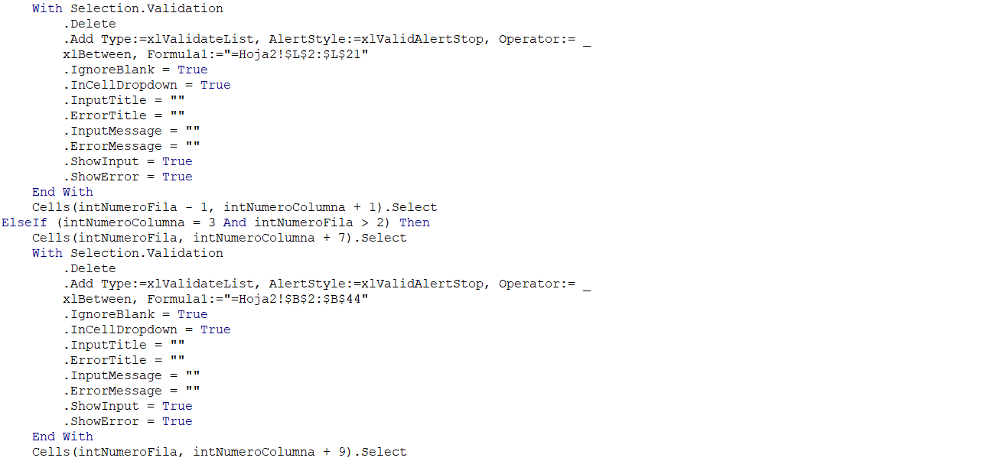 With Selection.Validation
.Delete
.Add Type:=xlValidateList, AlertStyle:=xlValidAlertStop, Operator:= _
xlBetween, Formula1:="=Hoja2!$L$2:$L$21"
.IgnoreBlank = True
.InCellDropdown = True
.InputTitle = ""
.ErrorTitle = ""
.InputMessage = ""
.ErrorMessage = ""
.ShowInput = True
.ShowError = True
End With
Cells(intNumeroFila - 1, intNumeroColumna + 1).Select
ElseIf (intNumeroColumna = 3 And intNumeroFila > 2) Then
Cells(intNumeroFila, intNumeroColumna + 7).Select
With Selection.Validation
.Delete
.Add Type:=xlValidateList, AlertStyle:=xlValidAlertStop, Operator:= _
xlBetween, Formula1:="=Hoja2!$B$2:$B$44"
.IgnoreBlank = True
.InCellDropdown = True
.InputTitle = ""
.ErrorTitle = ""
.InputMessage = ""
.ErrorMessage = ""
.ShowInput = True
.ShowError = True
End With
Cells(intNumeroFila, intNumeroColumna + 9).Select